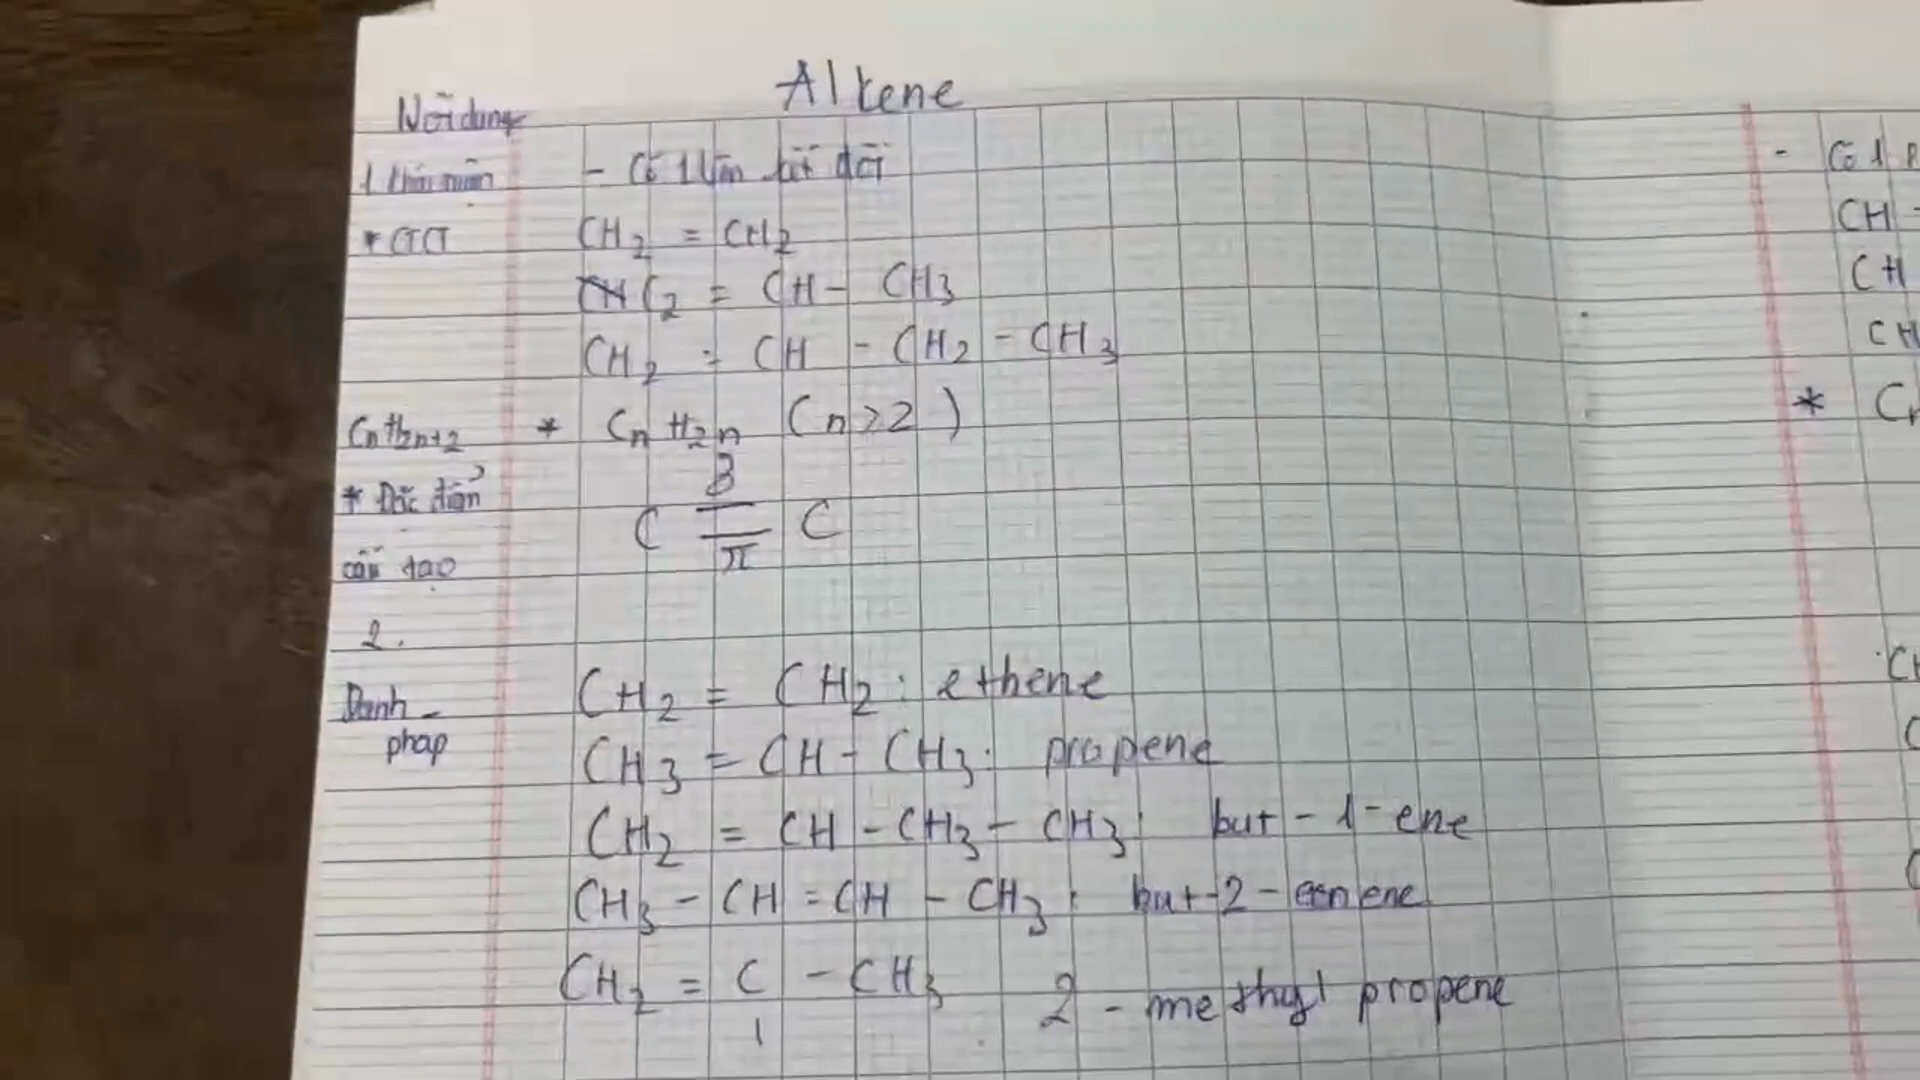 Alkene
Nội dung
1 Khái niệm - Có 1 liên kết đôi
* CTCT CH2 = CH2
C2 = CH - CH3
CH2 = CH - CH2 - CH3
CnH2n+2 * CnH2n (n>2)
* Đặc điểm
cấu tạo
C = C
π
2.
Danh -
pháp
CH2 = CH2 : ethene
CH3 = CH - CH3 : propene
CH2 = CH - CH3 - CH3 : but - 1 - ene
CH3 - CH = CH - CH3 : but - 2 - ene
CH2 = C - CH3 2 - methyl propene
- Có 1
CH
CH
CH
* Cn
CH
C
C